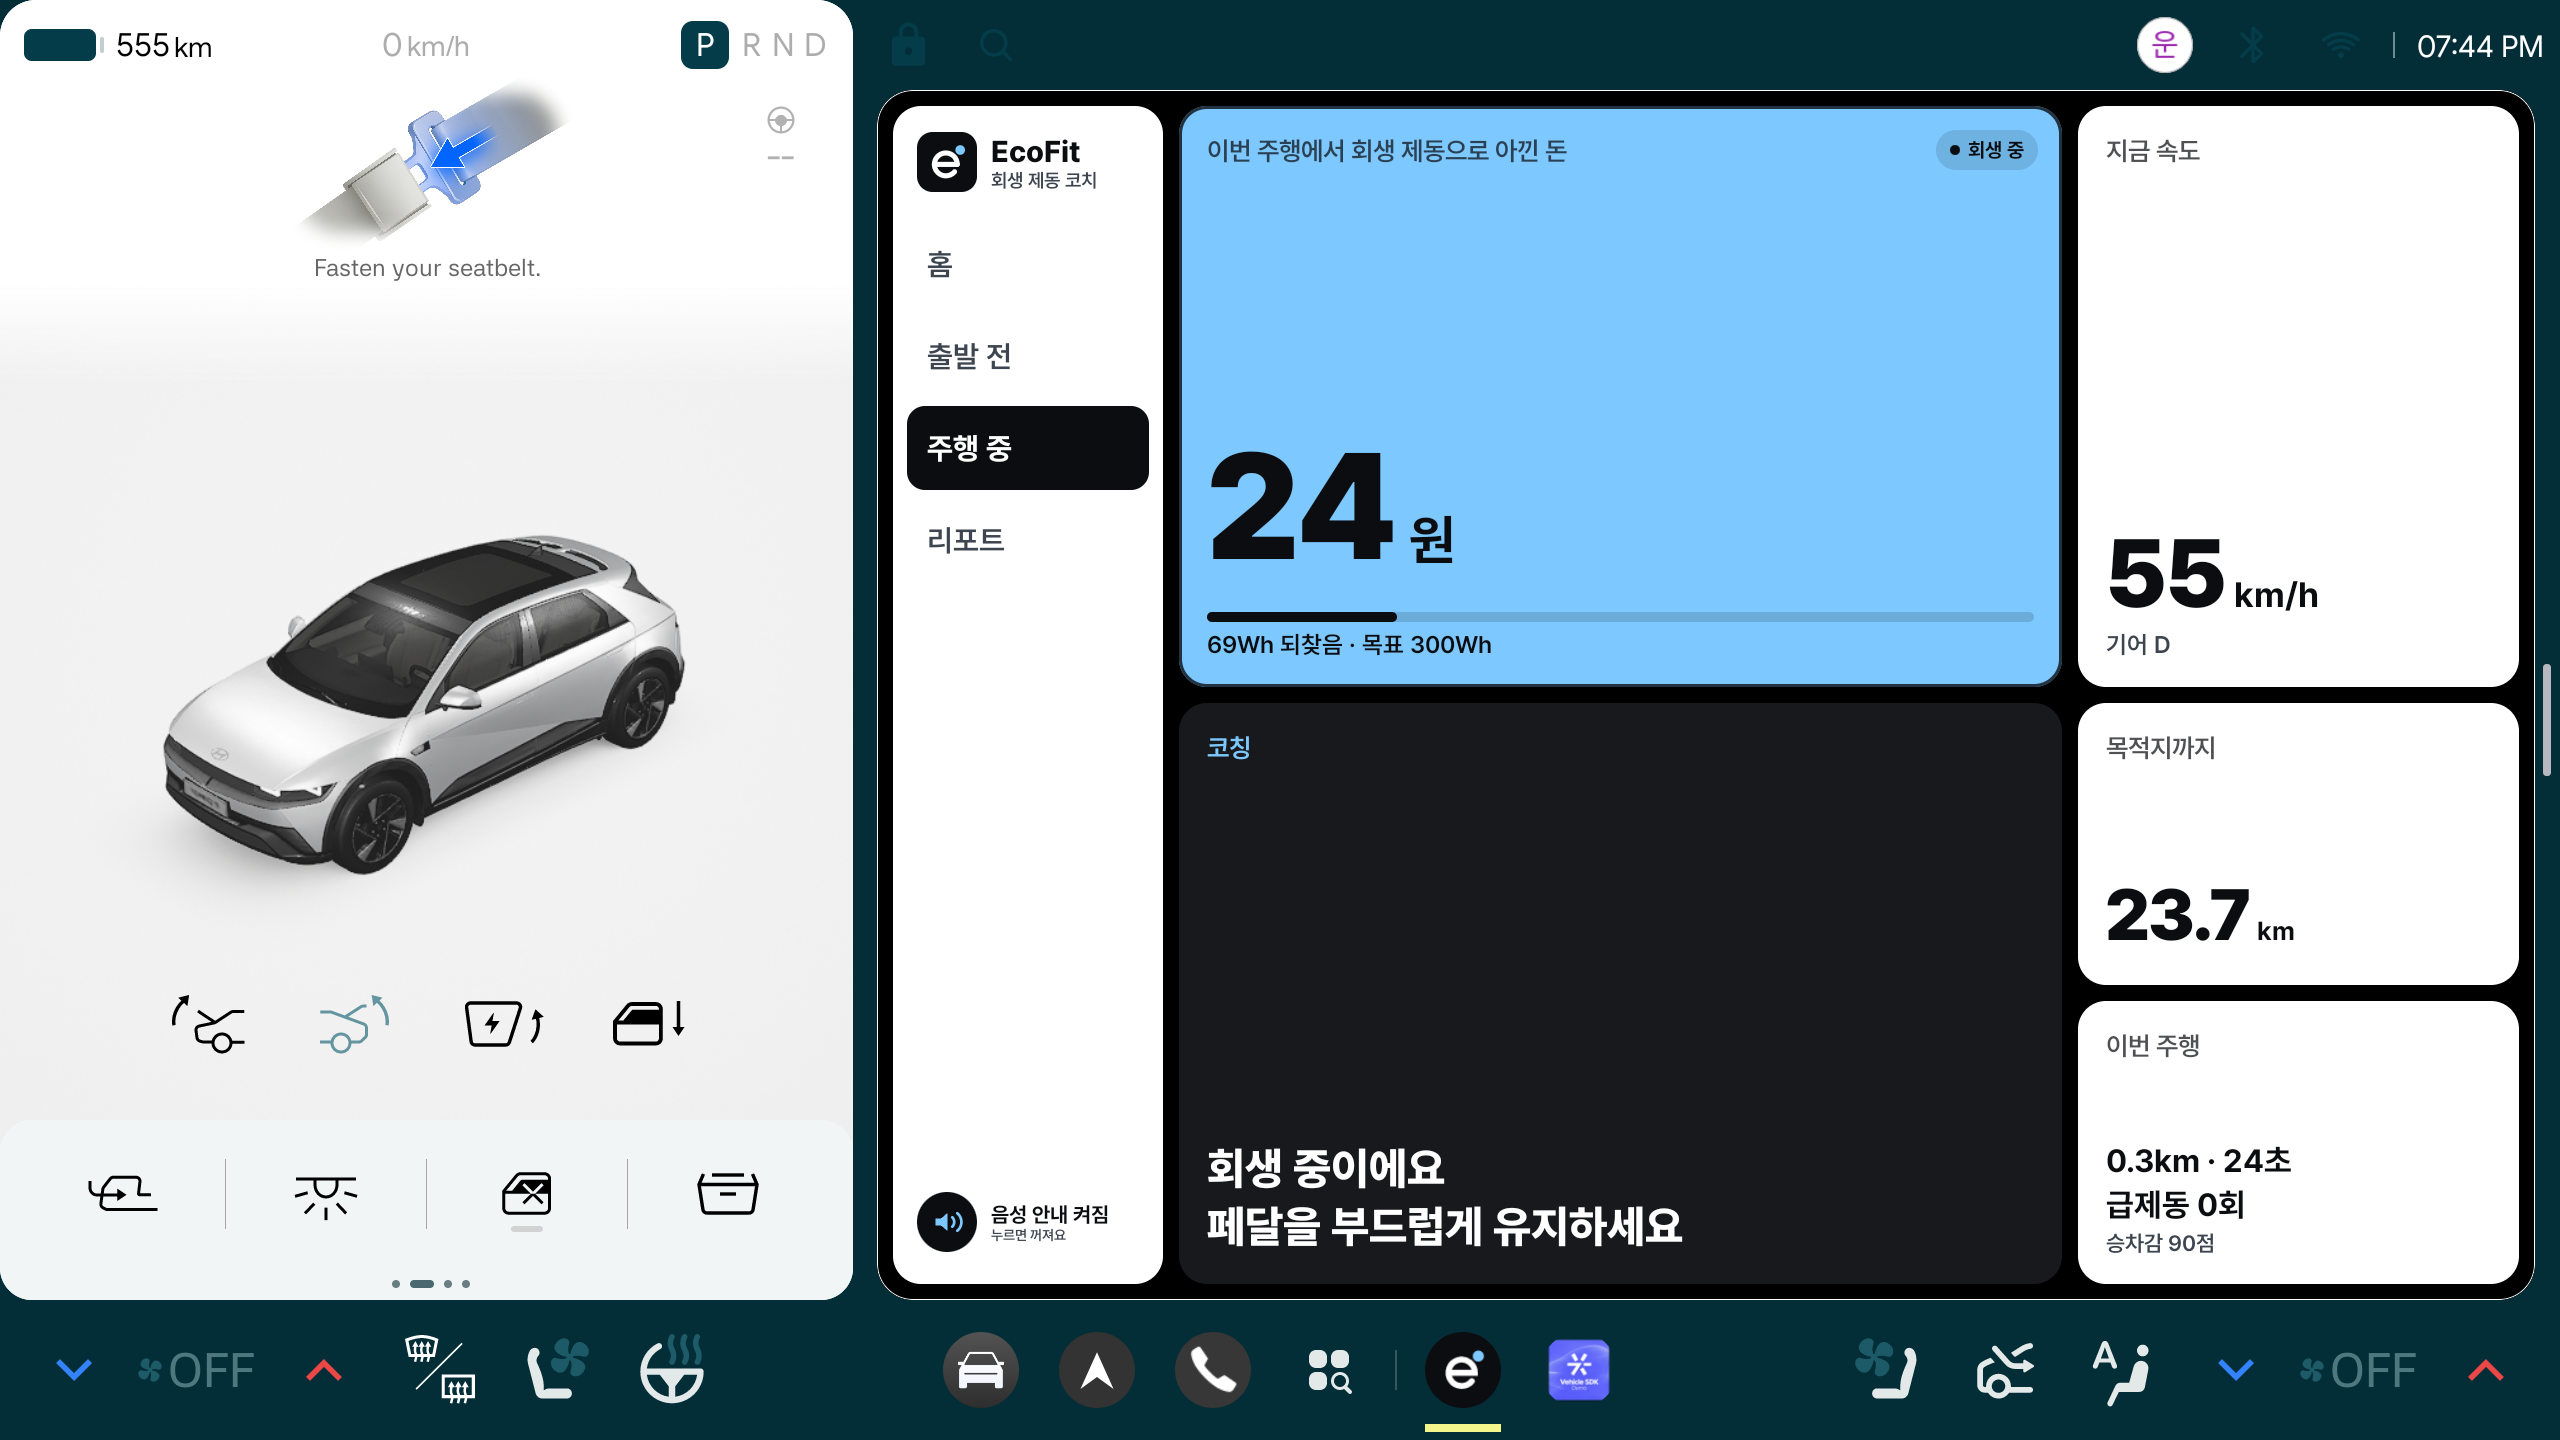 555 km
0 km/h
P R N D
07:44 PM
운
Fasten your seatbelt.
--
EcoFit
회생 제동 코치
홈
출발 전
주행 중
리포트
음성 안내 켜짐
누르면 꺼져요
이번 주행에서 회생 제동으로 아낀 돈
회생 중
24 원
69Wh 되찾음 · 목표 300Wh
코칭
회생 중이에요
페달을 부드럽게 유지하세요
지금 속도
55 km/h
기어 D
목적지까지
23.7 km
이번 주행
0.3km · 24초
급제동 0회
승차감 90점
OFF
e
Vehicle SDK
Demo
A
OFF